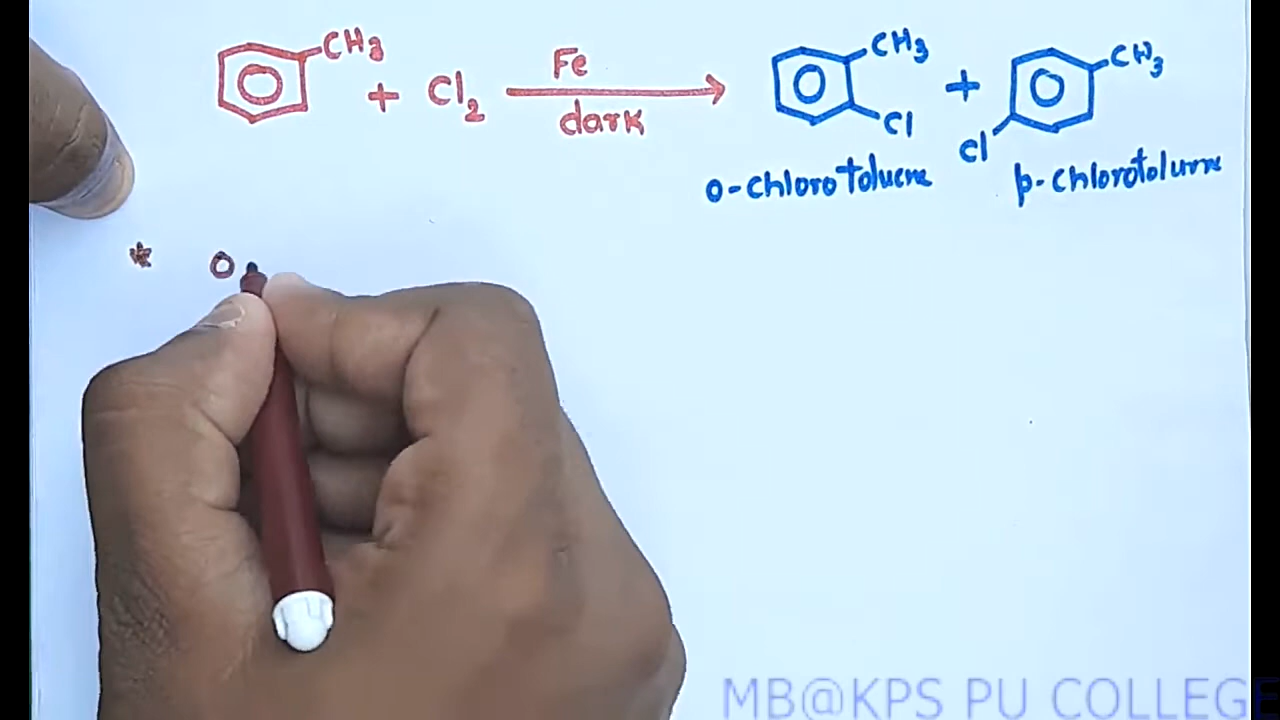 CH₃ + Cl₂ Fe dark CH₃ Cl + CH₃ Cl
o-chlorotoluene p-chlorotoluene
* o
MB@KPS PU COLLEGE